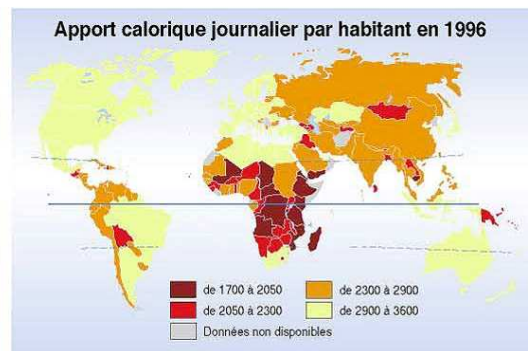 Apport calorique journalier par habitant en 1996
de 1700 à 2050
de 2300 à 2900
de 2050 à 2300
de 2900 à 3600
Données non disponibles